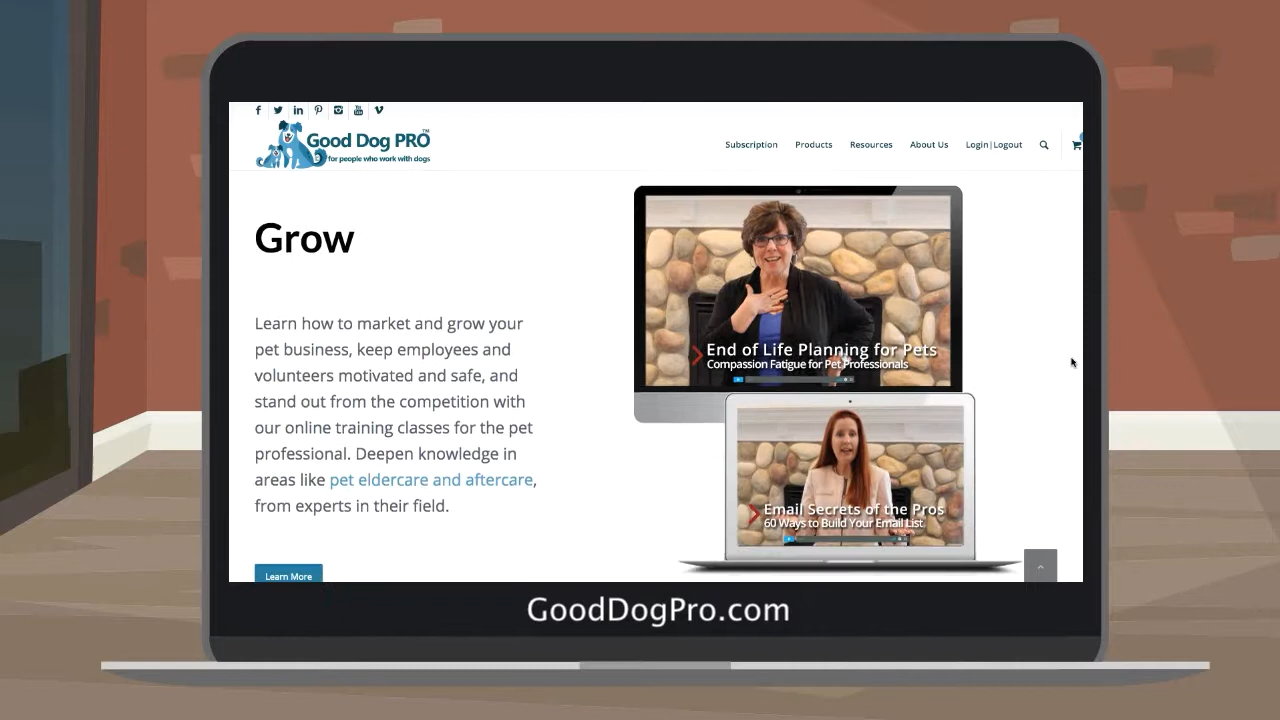 Good Dog PRO™
for people who work with dogs
Subscription Products Resources About Us Login|Logout
Grow
Learn how to market and grow your
pet business, keep employees and
volunteers motivated and safe, and
stand out from the competition with
our online training classes for the pet
professional. Deepen knowledge in
areas like pet eldercare and aftercare,
from experts in their field.
Learn More
End of Life Planning for Pets
Compassion Fatigue for Pet Professionals
Email Secrets of the Pros
60 Ways to Build Your Email List
GoodDogPro.com